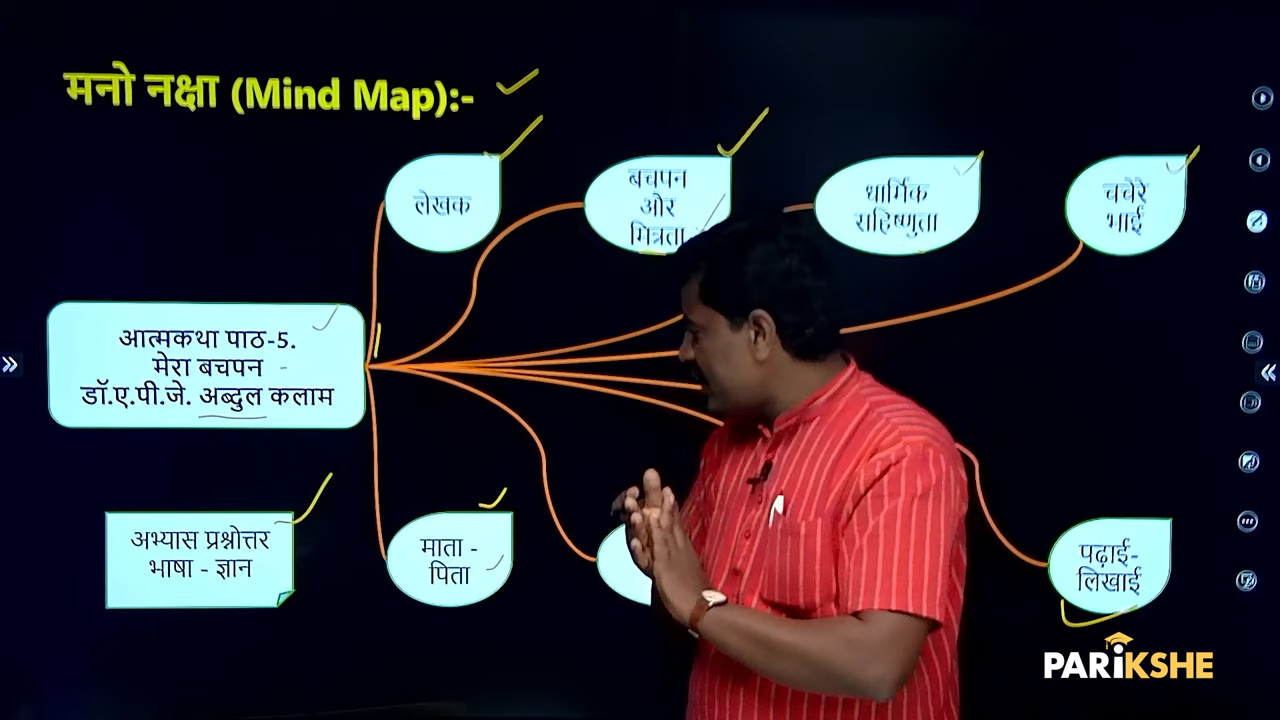 मनो नक्षा (Mind Map):-
लेखक
बचपन
ओर
मित्रता
धार्मिक
सहिष्णुता
चचेरे
भाई
आत्मकथा पाठ-5.
मेरा बचपन -
डॉ.ए.पी.जे. अब्दुल कलाम
अभ्यास प्रश्नोत्तर
भाषा - ज्ञान
माता -
पिता
पढ़ाई-
लिखाई
PARIKSHE